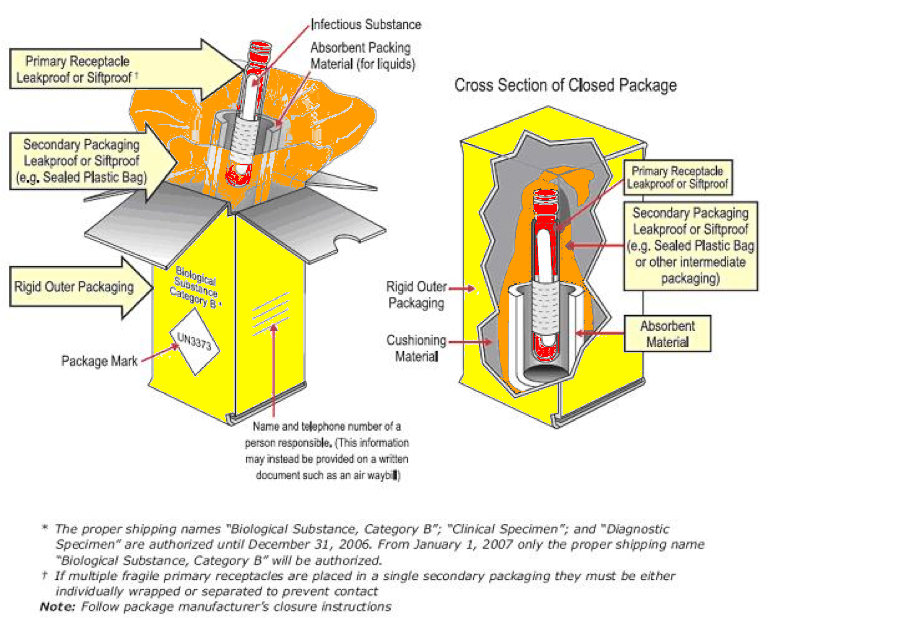 Infectious Substance
Primary Receptacle
Leakproof or Siftproof †
Absorbent Packing
Material (for liquids)
Secondary Packaging
Leakproof or Siftproof
(e.g. Sealed Plastic Bag)
Rigid Outer Packaging
Biological
Substance
Category B *
UN3373
Package Mark
Name and telephone number of a
person responsible. (This information
may instead be provided on a written
document such as an air waybill)
Cross Section of Closed Package
Primary Receptacle
Leakproof or Siftproof
Secondary Packaging
Leakproof or Siftproof
(e.g. Sealed Plastic Bag
or other intermediate
packaging)
Rigid Outer
Packaging
Cushioning
Material
Absorbent
Material
* The proper shipping names “Biological Substance, Category B”; “Clinical Specimen”; and “Diagnostic
Specimen” are authorized until December 31, 2006. From January 1, 2007 only the proper shipping name
“Biological Substance, Category B” will be authorized.
† If multiple fragile primary receptacles are placed in a single secondary packaging they must be either
individually wrapped or separated to prevent contact
Note: Follow package manufacturer’s closure instructions